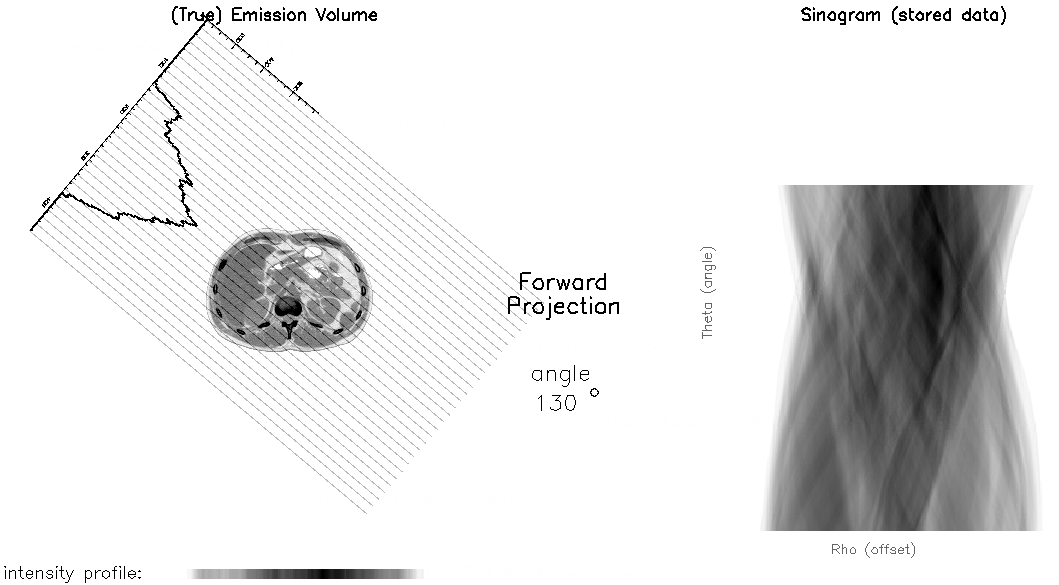 (True) Emission Volume
Sinogram (stored data)
Forward
Projection
angle
130 °
Theta (angle)
Rho (offset)
intensity profile: